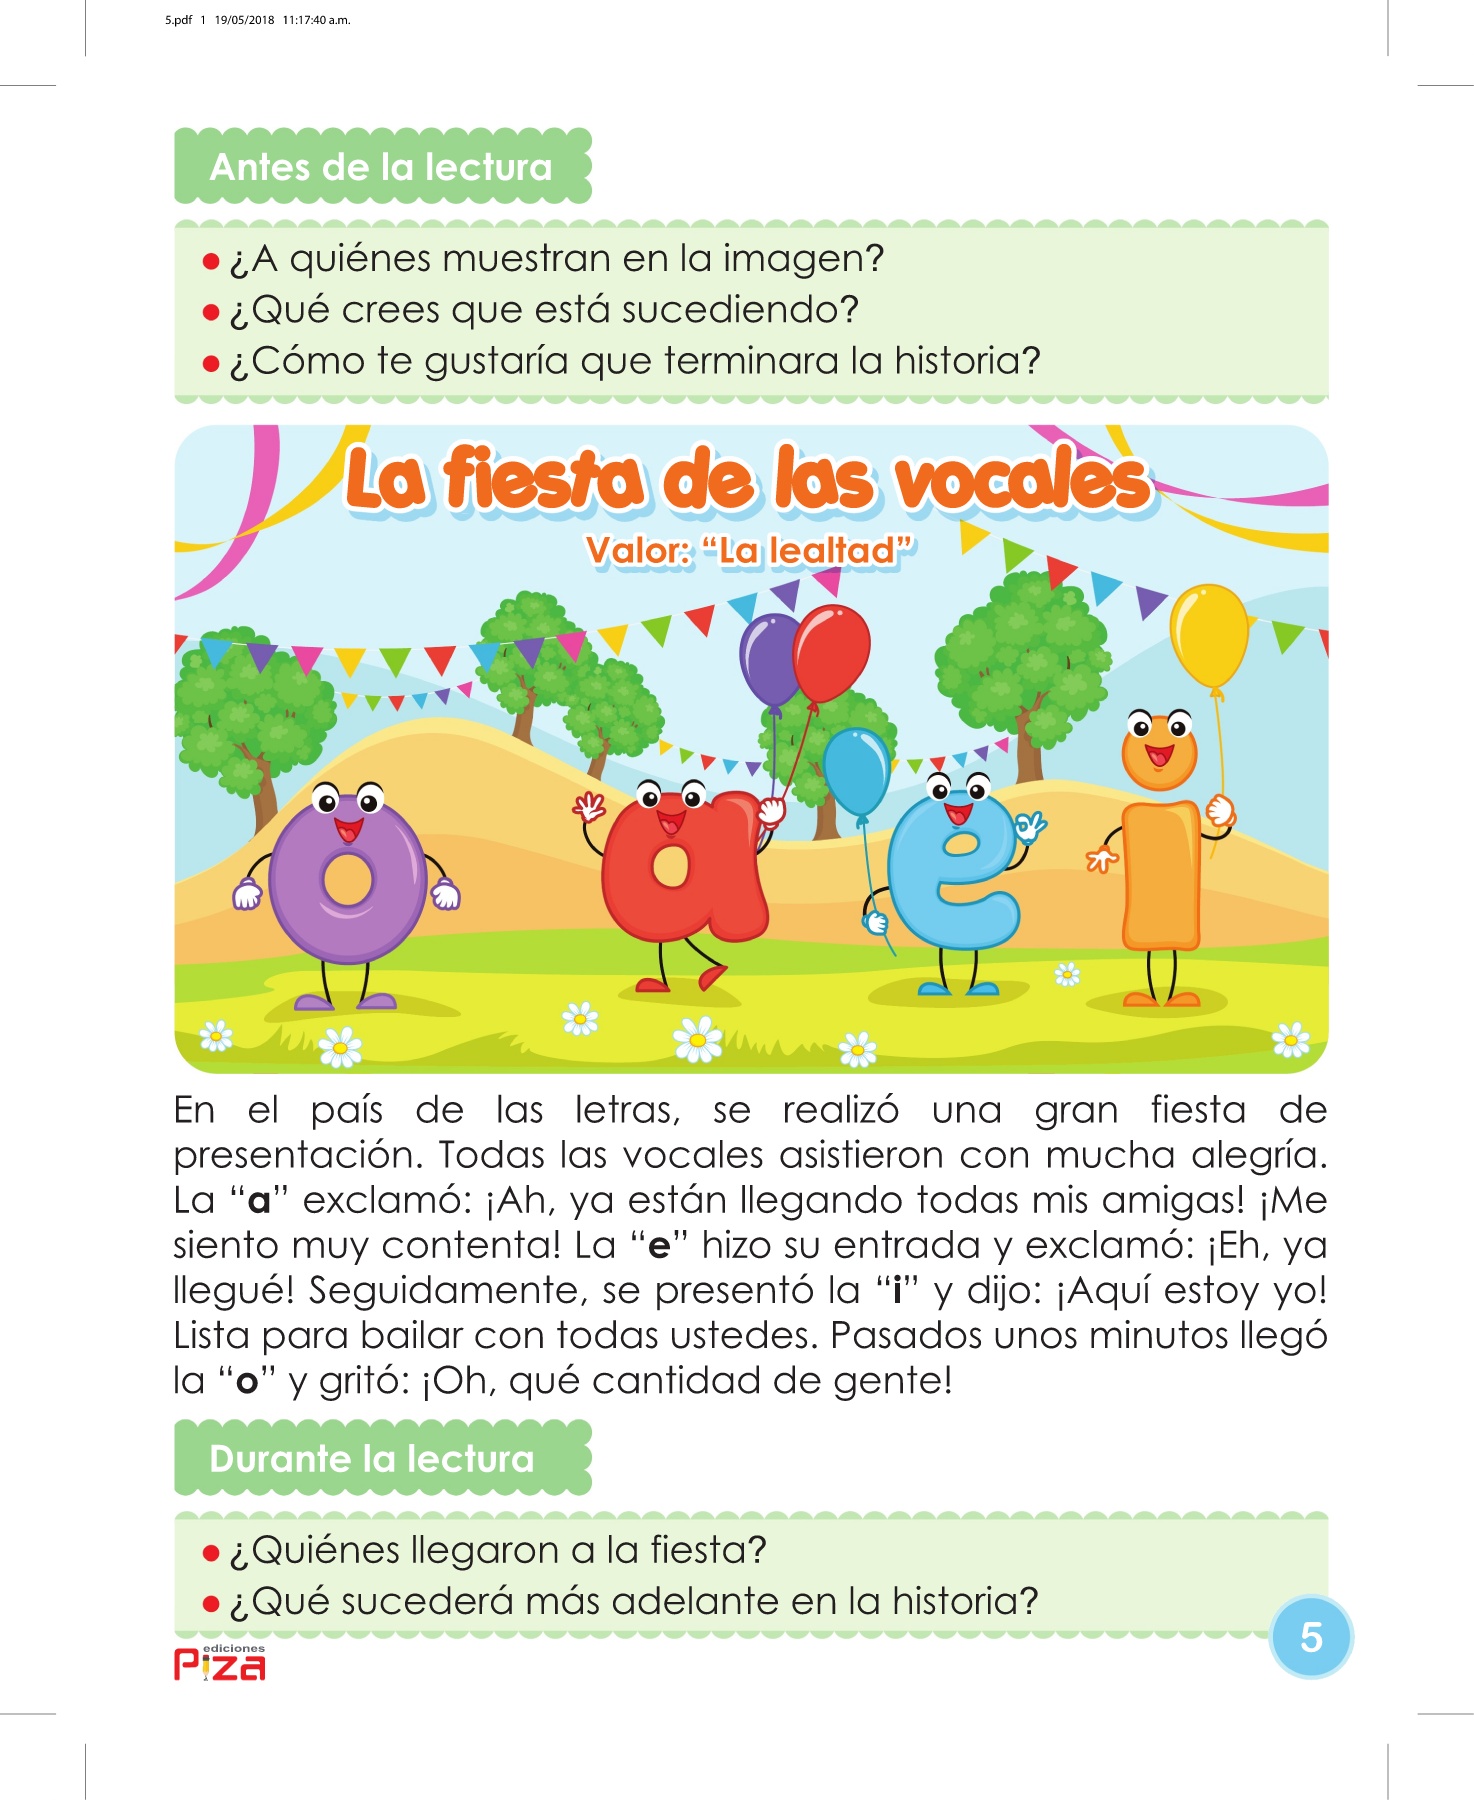 5.pdf 1 19/05/2018 11:17:40 a.m.
Antes de la lectura
● ¿A quiénes muestran en la imagen?
● ¿Qué crees que está sucediendo?
● ¿Cómo te gustaría que terminara la historia?
La fiesta de las vocales
Valor: “La lealtad”
o a e i
En el país de las letras, se realizó una gran fiesta de
presentación. Todas las vocales asistieron con mucha alegría.
La “a” exclamó: ¡Ah, ya están llegando todas mis amigas! ¡Me
siento muy contenta! La “e” hizo su entrada y exclamó: ¡Eh, ya
llegué! Seguidamente, se presentó la “i” y dijo: ¡Aquí estoy yo!
Lista para bailar con todas ustedes. Pasados unos minutos llegó
la “o” y gritó: ¡Oh, qué cantidad de gente!
Durante la lectura
● ¿Quiénes llegaron a la fiesta?
● ¿Qué sucederá más adelante en la historia?
ediciones
Piza
5